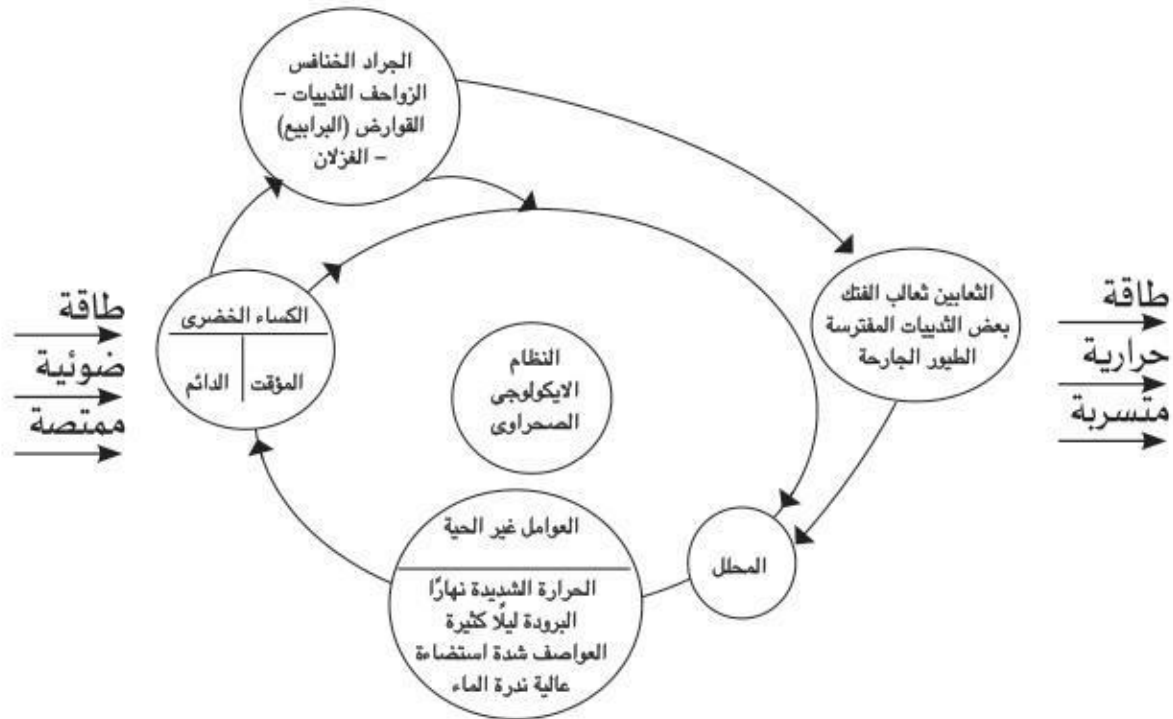 الجراد الخنافس
الزواحف الثدييات –
القوارض (البرابيع)
– الغزلان
الثعابين ثعالب الفتك
بعض الثدييات المفترسة
الطيور الجارحة
طاقة
حرارية
متسربة
الكساء الخضرى
المؤقت
الدائم
طاقة
ضوئية
ممتصة
النظام
الايكولوجى
الصحراوى
العوامل غير الحية
الحرارة الشديدة نهارًا
البرودة ليلًا كثيرة
العواصف شدة استضاءة
عالية ندرة الماء
المحلل